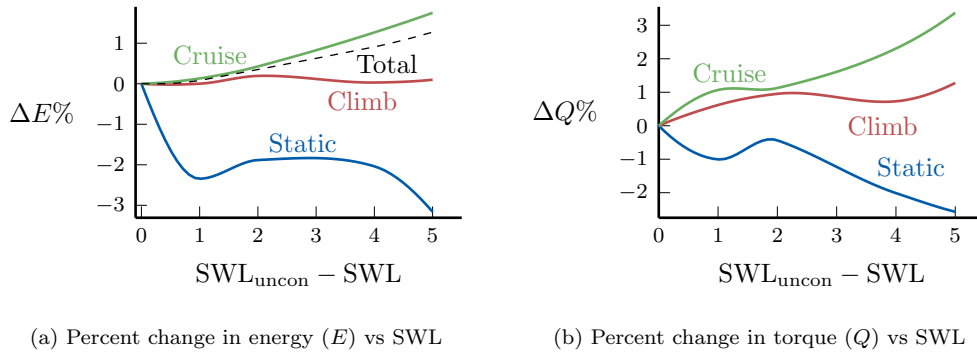 1
0
−1
−2
−3
ΔE%
Cruise
Total
Climb
Static
0 1 2 3 4 5
SWLuncon − SWL
(a) Percent change in energy (E) vs SWL
3
2
1
0
−1
−2
ΔQ%
Cruise
Climb
Static
0 1 2 3 4 5
SWLuncon − SWL
(b) Percent change in torque (Q) vs SWL